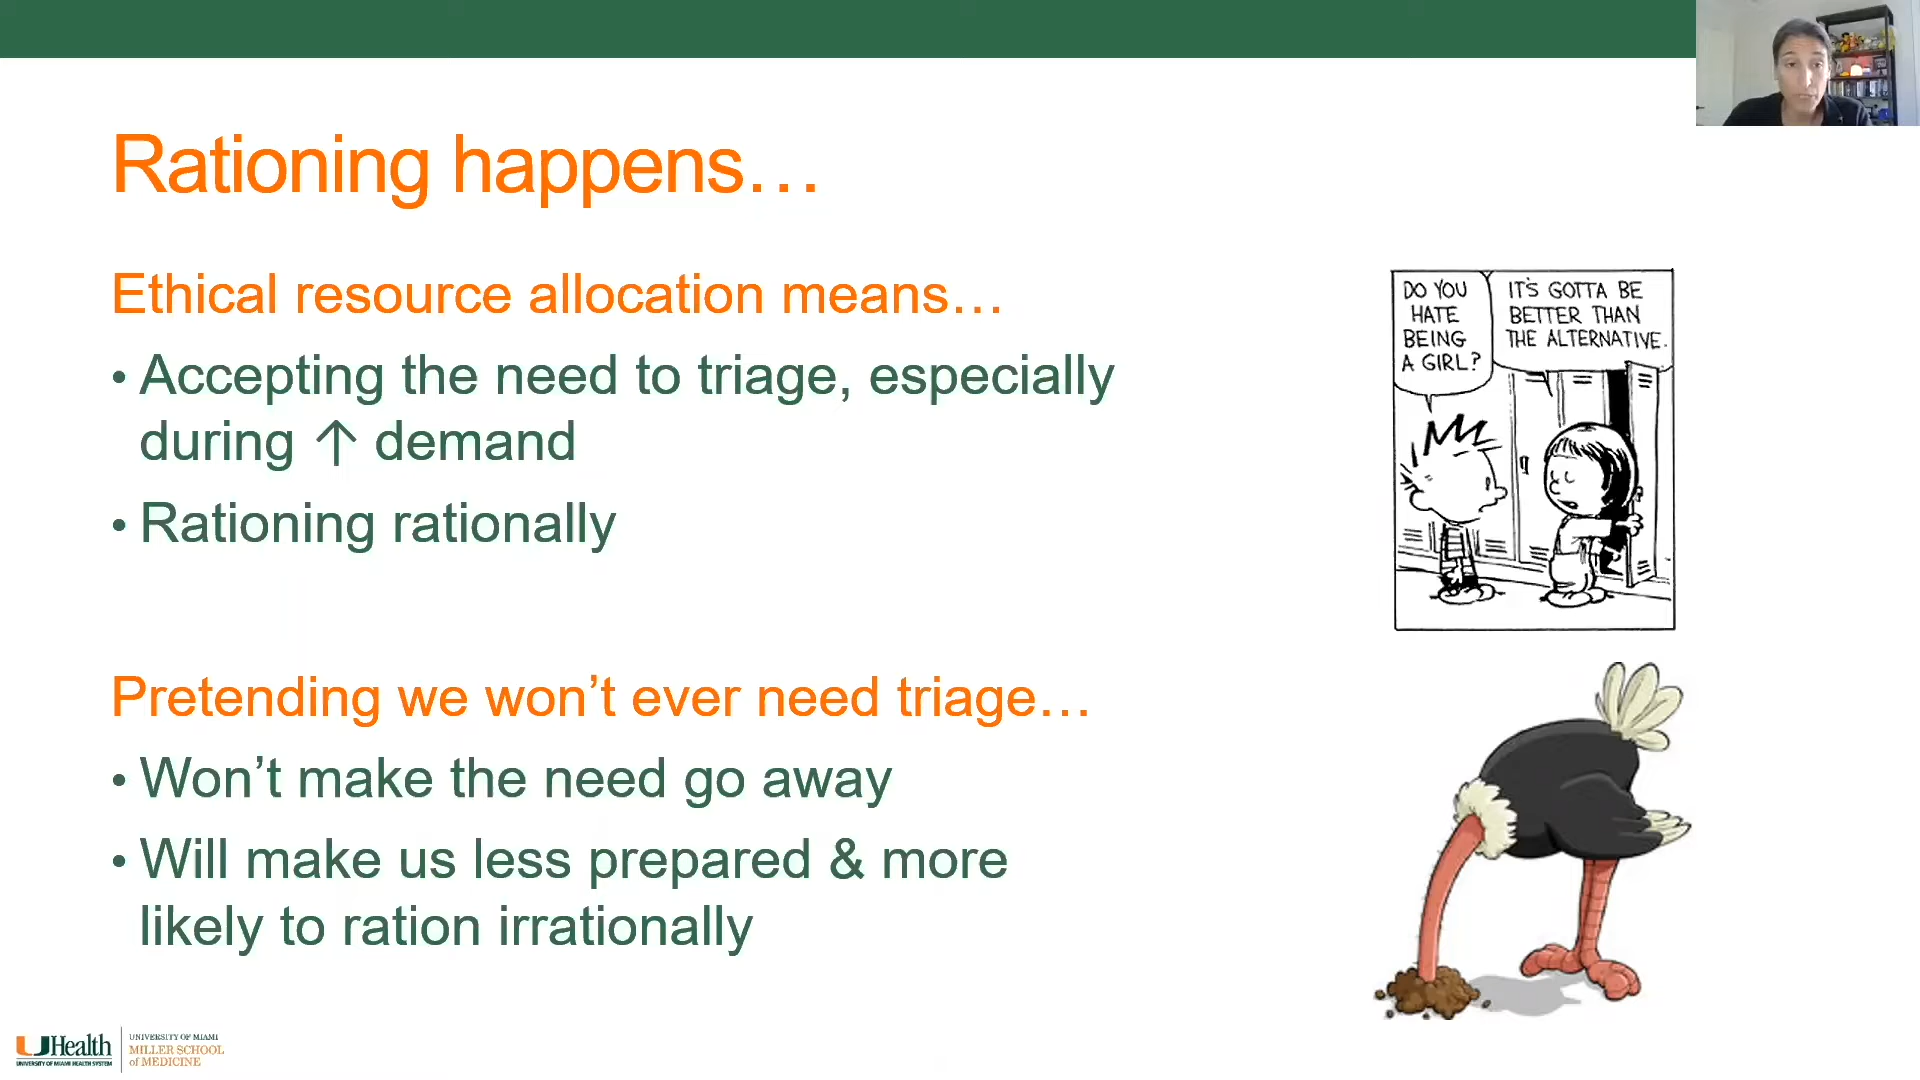 Rationing happens…
Ethical resource allocation means…
• Accepting the need to triage, especially
during ↑ demand
• Rationing rationally
Pretending we won’t ever need triage…
• Won’t make the need go away
• Will make us less prepared & more
likely to ration irrationally
DO YOU
HATE
BEING
A GIRL?
IT'S GOTTA BE
BETTER THAN
THE ALTERNATIVE.
UHealth
UNIVERSITY OF MIAMI HEALTH SYSTEM
UNIVERSITY OF MIAMI
MILLER SCHOOL
of MEDICINE